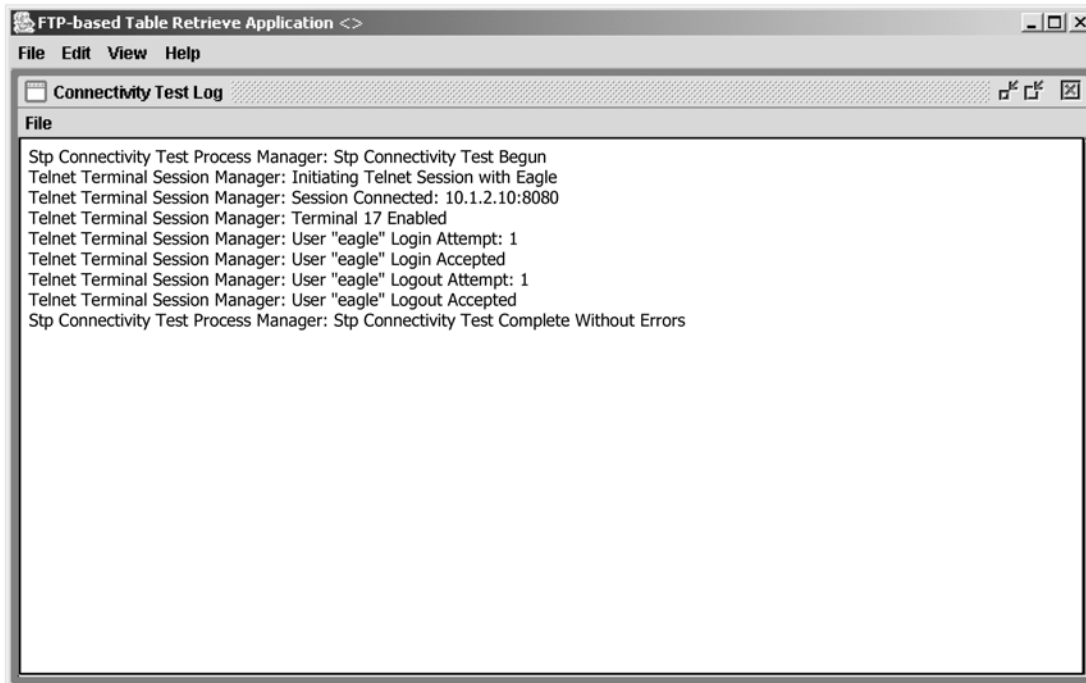 FTP-based Table Retrieve Application <>
File Edit View Help
Connectivity Test Log
File
Stp Connectivity Test Process Manager: Stp Connectivity Test Begun
Telnet Terminal Session Manager: Initiating Telnet Session with Eagle
Telnet Terminal Session Manager: Session Connected: 10.1.2.10:8080
Telnet Terminal Session Manager: Terminal 17 Enabled
Telnet Terminal Session Manager: User "eagle" Login Attempt: 1
Telnet Terminal Session Manager: User "eagle" Login Accepted
Telnet Terminal Session Manager: User "eagle" Logout Attempt: 1
Telnet Terminal Session Manager: User "eagle" Logout Accepted
Stp Connectivity Test Process Manager: Stp Connectivity Test Complete Without Errors